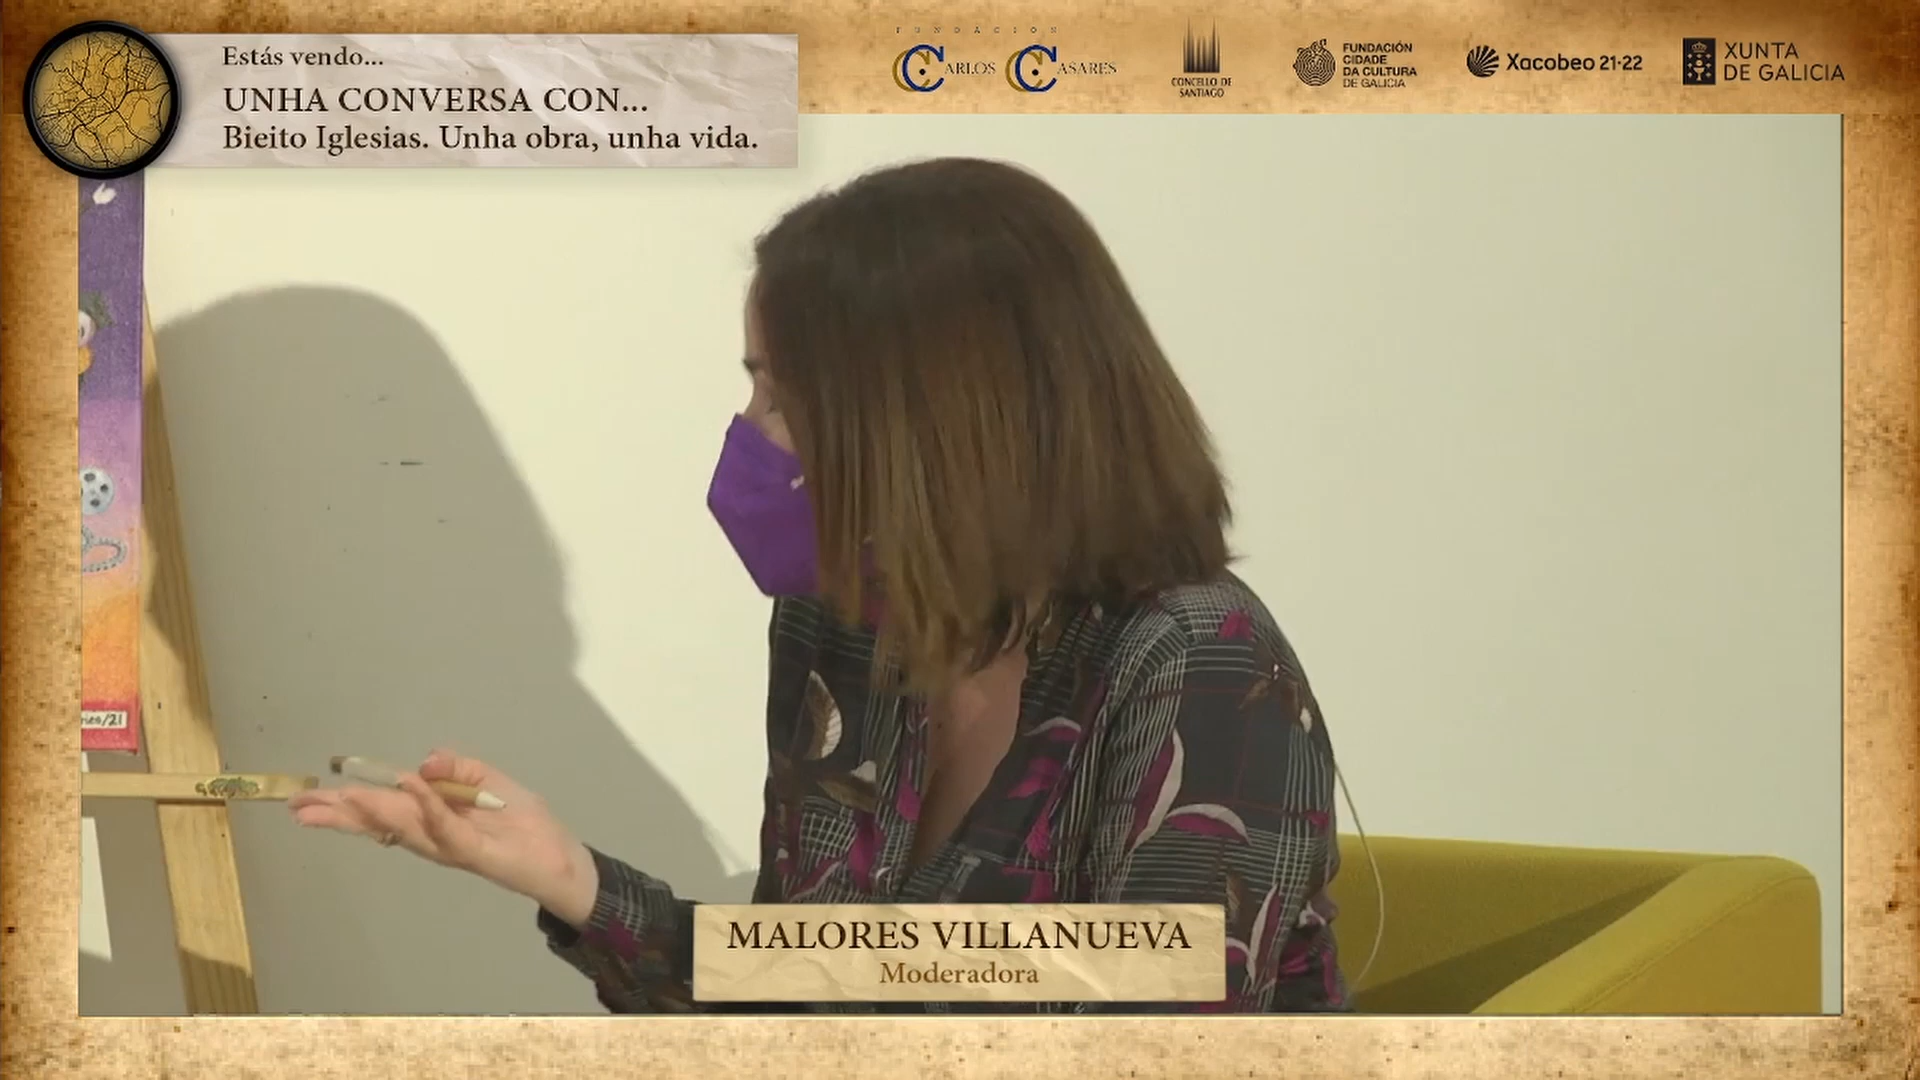 Estás vendo...
UNHA CONVERSA CON...
Bieito Iglesias. Unha obra, unha vida.
FUNDACIÓN
CARLOS CASARES
CONCELLO DE
SANTIAGO
FUNDACIÓN
CIDADE
DA CULTURA
DE GALICIA
Xacobeo 21·22
XUNTA
DE GALICIA
/21
MALORES VILLANUEVA
Moderadora